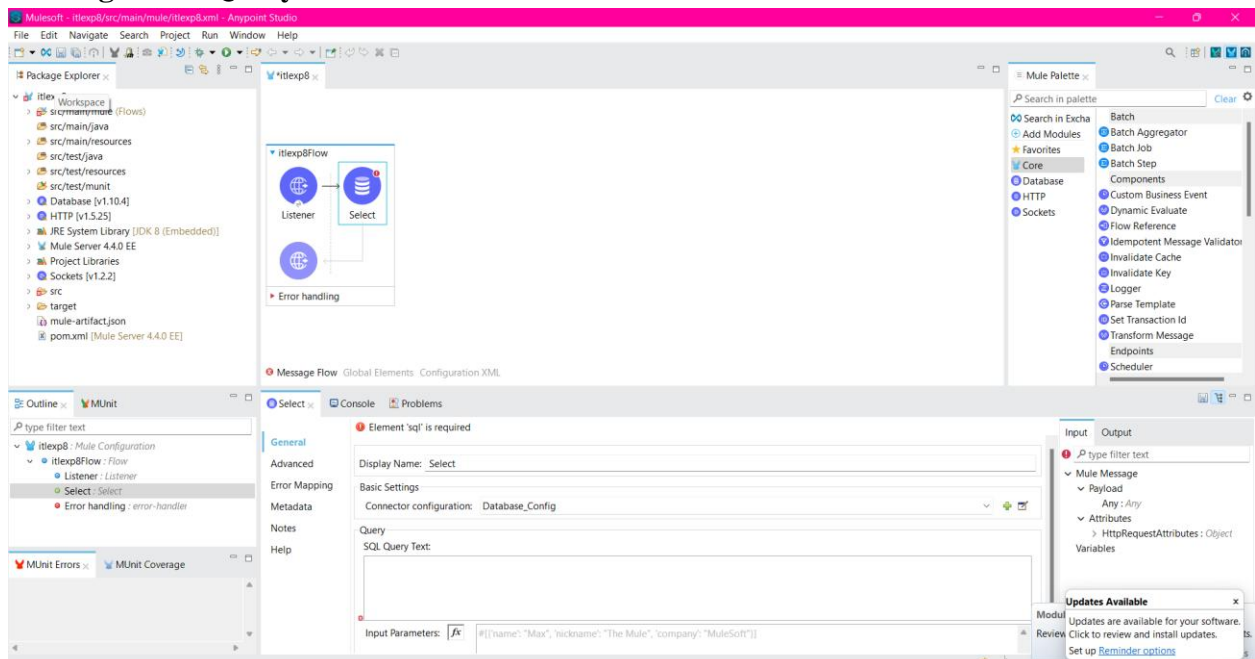 Mulesoft - itlexp8/src/main/mule/itlexp8.xml - Anypoint Studio
File Edit Navigate Search Project Run Window Help
Package Explorer
Workspace
src/main/mule (Flows)
src/main/java
src/main/resources
src/test/java
src/test/resources
src/test/munit
Database [v1.10.4]
HTTP [v1.5.25]
JRE System Library [JDK 8 (Embedded)]
Mule Server 4.4.0 EE
Project Libraries
Sockets [v1.2.2]
src
target
mule-artifact.json
pom.xml [Mule Server 4.4.0 EE]
*itlexp8
itlexp8Flow
Listener Select
Error handling
Message Flow Global Elements Configuration XML
Mule Palette
Search in palette Clear
Search in Excha
Add Modules
Favorites
Core
Database
HTTP
Sockets
Batch
Batch Aggregator
Batch Job
Batch Step
Components
Custom Business Event
Dynamic Evaluate
Flow Reference
Idempotent Message Validator
Invalidate Cache
Invalidate Key
Logger
Parse Template
Set Transaction Id
Transform Message
Endpoints
Scheduler
Outline MUnit
type filter text
itlexp8 : Mule Configuration
itlexp8Flow : Flow
Listener : Listener
Select : Select
Error handling : error-handler
MUnit Errors MUnit Coverage
Select Console Problems
General
Advanced
Error Mapping
Metadata
Notes
Help
Element 'sql' is required
Display Name: Select
Basic Settings
Connector configuration: Database_Config
Query
SQL Query Text:
Input Parameters: fx #[{'name': "Max", 'nickname': "The Mule", 'company': "MuleSoft"}]
Input Output
type filter text
Mule Message
Payload
Any : Any
Attributes
HttpRequestAttributes : Object
Variables
Updates Available x
Updates are available for your software.
Click to review and install updates.
Set up Reminder options